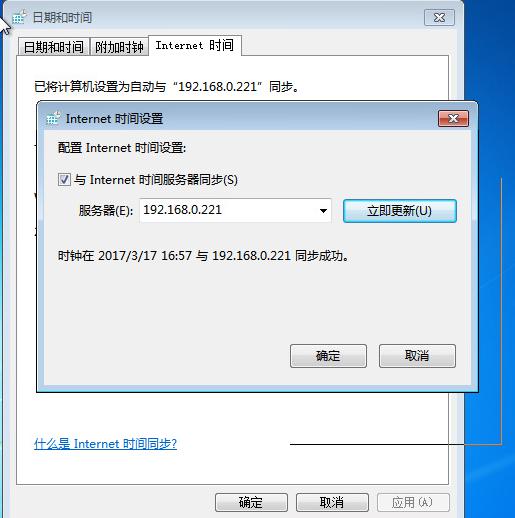 日期和时间
日期和时间 附加时钟 Internet 时间
已将计算机设置为自动与“192.168.0.221”同步。
Internet 时间设置
配置 Internet 时间设置:
与 Internet 时间服务器同步(S)
服务器(E): 192.168.0.221 立即更新(U)
时钟在 2017/3/17 16:57 与 192.168.0.221 同步成功。
确定 取消
什么是 Internet 时间同步?
确定 取消 应用(A)